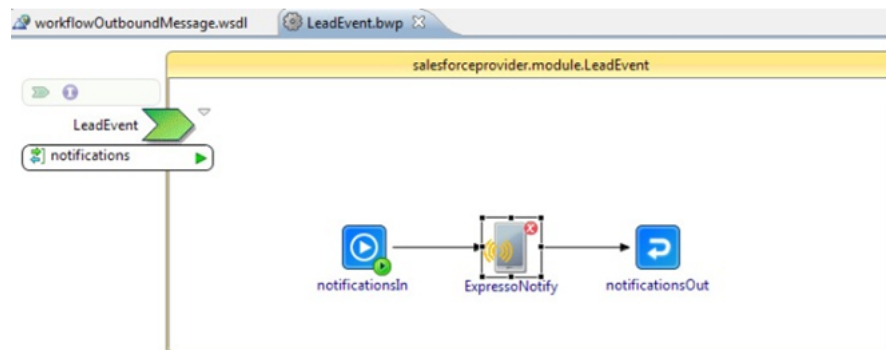 workflowOutboundMessage.wsdl LeadEvent.bwp
salesforceprovider.module.LeadEvent
LeadEvent
notifications
notificationsIn ExpressoNotify notificationsOut